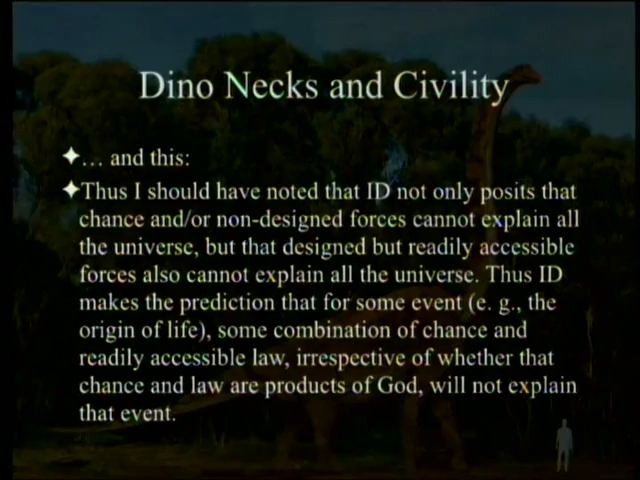 Dino Necks and Civility
… and this:
Thus I should have noted that ID not only posits that
chance and/or non-designed forces cannot explain all
the universe, but that designed but readily accessible
forces also cannot explain all the universe. Thus ID
makes the prediction that for some event (e. g., the
origin of life), some combination of chance and
readily accessible law, irrespective of whether that
chance and law are products of God, will not explain
that event.